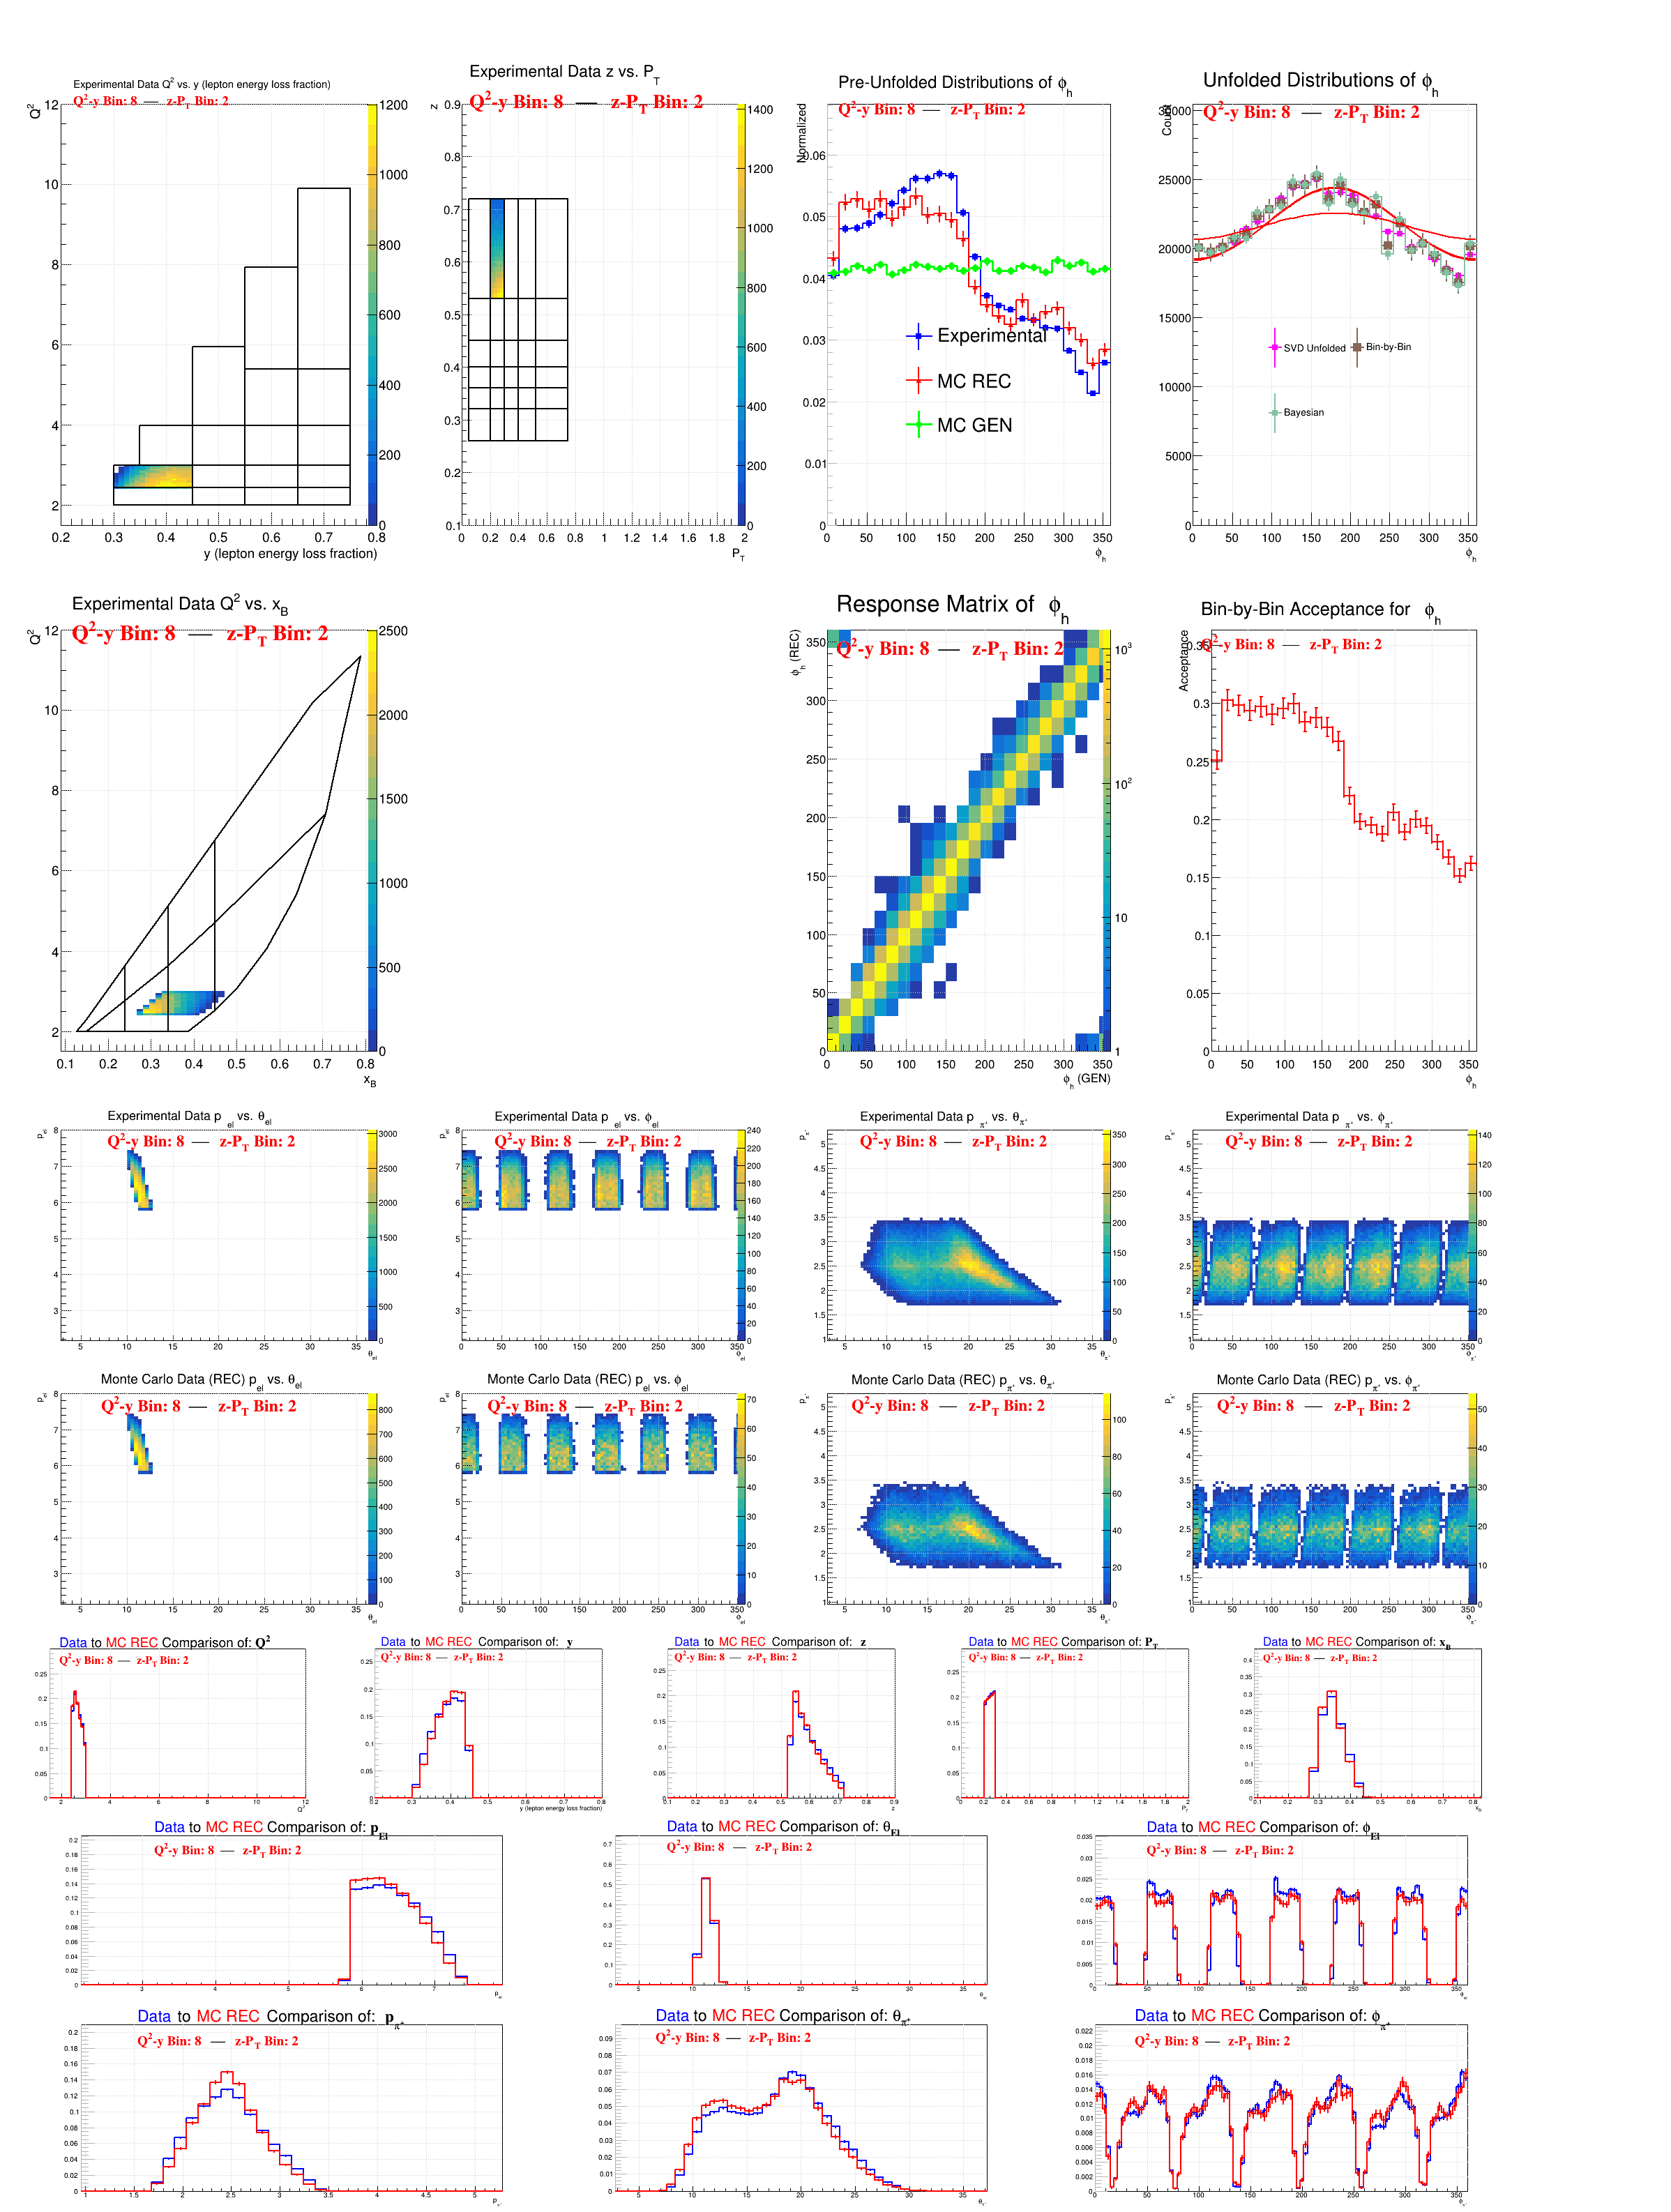 Experimental Data Q² vs. y (lepton energy loss fraction)
Q²-y Bin: 8 — z-P_T Bin: 2
Q²
y (lepton energy loss fraction)
Experimental Data z vs. P_T
Q²-y Bin: 8 — z-P_T Bin: 2
z
P_T
Pre-Unfolded Distributions of ϕ_h
Q²-y Bin: 8 — z-P_T Bin: 2
Normalized
Experimental
MC REC
MC GEN
ϕ_h
Unfolded Distributions of ϕ_h
Q²-y Bin: 8 — z-P_T Bin: 2
SVD Unfolded
Bin-by-Bin
Bayesian
ϕ_h
Experimental Data Q² vs. x_B
Q²-y Bin: 8 — z-P_T Bin: 2
Q²
x_B
Response Matrix of ϕ_h
Q²-y Bin: 8 — z-P_T Bin: 2
ϕ_h (REC)
ϕ_h (GEN)
Bin-by-Bin Acceptance for ϕ_h
Q²-y Bin: 8 — z-P_T Bin: 2
Acceptance
ϕ_h
Experimental Data p_el vs. θ_el
Q²-y Bin: 8 — z-P_T Bin: 2
Experimental Data p_el vs. ϕ_el
Q²-y Bin: 8 — z-P_T Bin: 2
Experimental Data p_π⁺ vs. θ_π⁺
Q²-y Bin: 8 — z-P_T Bin: 2
Experimental Data p_π⁺ vs. ϕ_π⁺
Q²-y Bin: 8 — z-P_T Bin: 2
Monte Carlo Data (REC) p_el vs. θ_el
Q²-y Bin: 8 — z-P_T Bin: 2
Monte Carlo Data (REC) p_el vs. ϕ_el
Q²-y Bin: 8 — z-P_T Bin: 2
Monte Carlo Data (REC) p_π⁺ vs. θ_π⁺
Q²-y Bin: 8 — z-P_T Bin: 2
Monte Carlo Data (REC) p_π⁺ vs. ϕ_π⁺
Q²-y Bin: 8 — z-P_T Bin: 2
Data to MC REC Comparison of: Q²
Q²-y Bin: 8 — z-P_T Bin: 2
Data to MC REC Comparison of: y
Q²-y Bin: 8 — z-P_T Bin: 2
y (lepton energy loss fraction)
Data to MC REC Comparison of: z
Q²-y Bin: 8 — z-P_T Bin: 2
Data to MC REC Comparison of: P_T
Q²-y Bin: 8 — z-P_T Bin: 2
Data to MC REC Comparison of: x_B
Q²-y Bin: 8 — z-P_T Bin: 2
Data to MC REC Comparison of: p_El
Q²-y Bin: 8 — z-P_T Bin: 2
Data to MC REC Comparison of: θ_El
Q²-y Bin: 8 — z-P_T Bin: 2
Data to MC REC Comparison of: ϕ_El
Q²-y Bin: 8 — z-P_T Bin: 2
Data to MC REC Comparison of: p_π⁺
Q²-y Bin: 8 — z-P_T Bin: 2
Data to MC REC Comparison of: θ_π⁺
Q²-y Bin: 8 — z-P_T Bin: 2
Data to MC REC Comparison of: ϕ_π⁺
Q²-y Bin: 8 — z-P_T Bin: 2